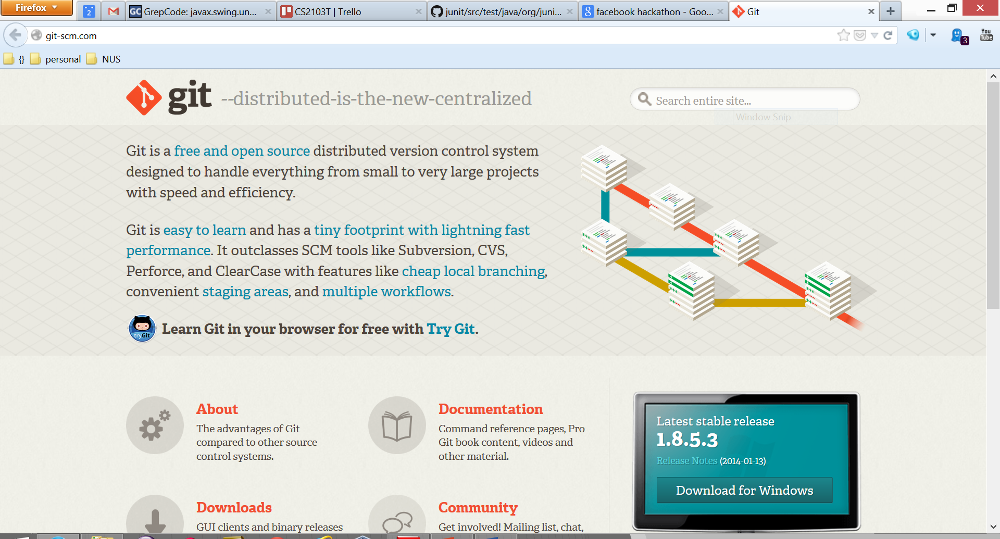 Firefox
2
GC GrepCode: javax.swing.un...
CS2103T | Trello
junit/src/test/java/org/juni...
facebook hackathon - Goo...
Git
git-scm.com
3
You
Tube
{}
personal
NUS
git --distributed-is-the-new-centralized
Search entire site...
Window Snip
Git is a free and open source distributed version control system
designed to handle everything from small to very large projects
with speed and efficiency.
Git is easy to learn and has a tiny footprint with lightning fast
performance. It outclasses SCM tools like Subversion, CVS,
Perforce, and ClearCase with features like cheap local branching,
convenient staging areas, and multiple workflows.
tryGit
Learn Git in your browser for free with Try Git.
About
The advantages of Git
compared to other source
control systems.
Documentation
Command reference pages, Pro
Git book content, videos and
other material.
Latest stable release
1.8.5.3
Release Notes (2014-01-13)
Download for Windows
Downloads
GUI clients and binary releases
Community
Get involved! Mailing list, chat,